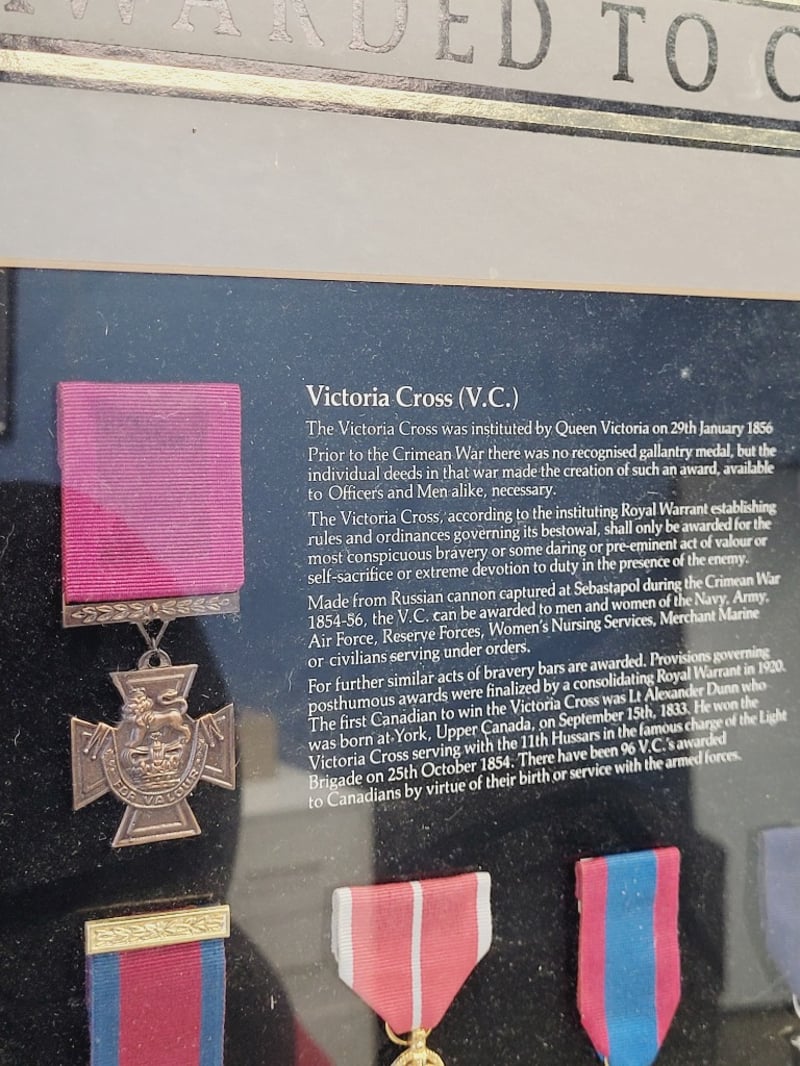 AWARDED TO C
Victoria Cross (V.C.)
The Victoria Cross was instituted by Queen Victoria on 29th January 1856
Prior to the Crimean War there was no recognised gallantry medal, but the
individual deeds in that war made the creation of such an award, available
to Officers and Men alike, necessary.
The Victoria Cross, according to the instituting Royal Warrant establishing
rules and ordinances governing its bestowal, shall only be awarded for the
most conspicuous bravery or some daring or pre-eminent act of valour or
self-sacrifice or extreme devotion to duty in the presence of the enemy.
Made from Russian cannon captured at Sebastapol during the Crimean War
1854-56, the V.C. can be awarded to men and women of the Navy, Army,
Air Force, Reserve Forces, Women's Nursing Services, Merchant Marine
or civilians serving under orders.
For further similar acts of bravery bars are awarded. Provisions governing
posthumous awards were finalized by a consolidating Royal Warrant in 1920.
The first Canadian to win the Victoria Cross was Lt Alexander Dunn who
was born at York, Upper Canada, on September 15th, 1833. He won the
Victoria Cross serving with the 11th Hussars in the famous charge of the Light
Brigade on 25th October 1854. There have been 96 V.C.'s awarded
to Canadians by virtue of their birth or service with the armed forces.
FOR VALOUR